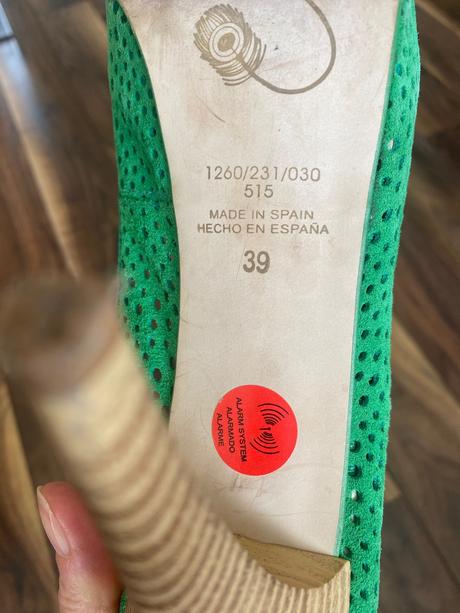 1260/231/030
515
MADE IN SPAIN
HECHO EN ESPAÑA
39
ALARM SYSTEM
ALARMADO
ALARME